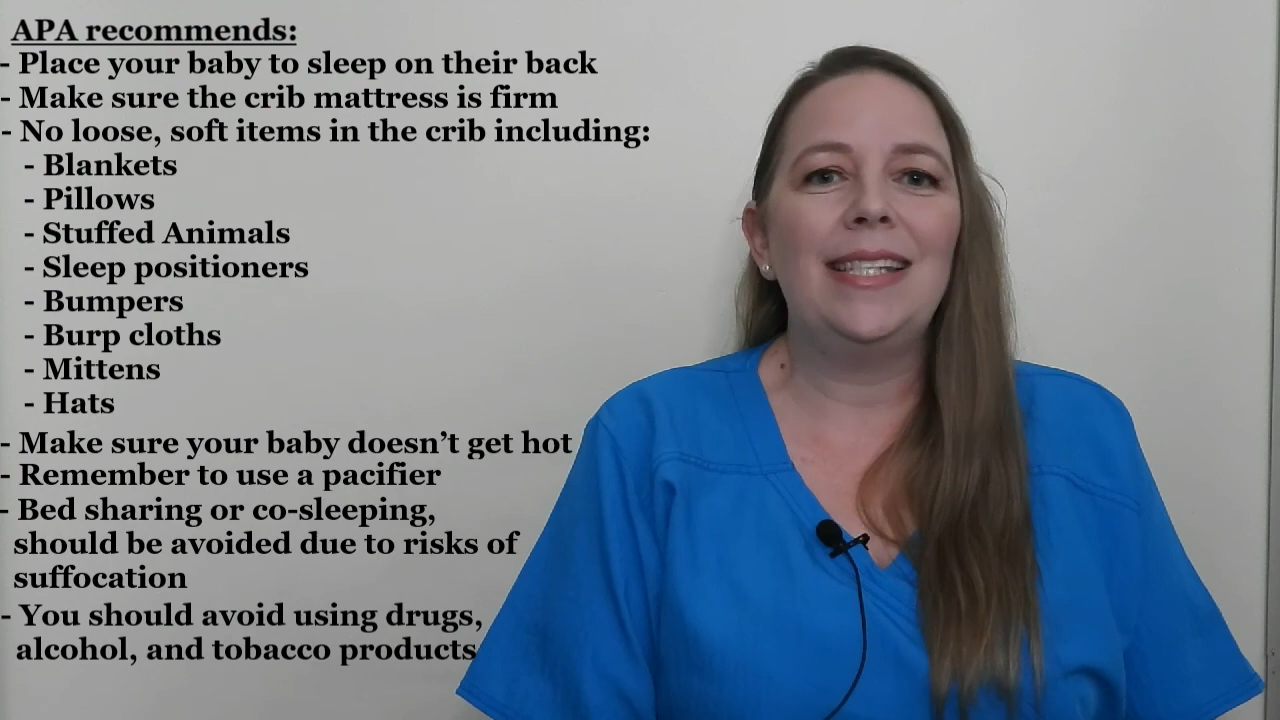 APA recommends:
- Place your baby to sleep on their back
- Make sure the crib mattress is firm
- No loose, soft items in the crib including:
- Blankets
- Pillows
- Stuffed Animals
- Sleep positioners
- Bumpers
- Burp cloths
- Mittens
- Hats
- Make sure your baby doesn’t get hot
- Remember to use a pacifier
- Bed sharing or co-sleeping,
should be avoided due to risks of
suffocation
- You should avoid using drugs,
alcohol, and tobacco products